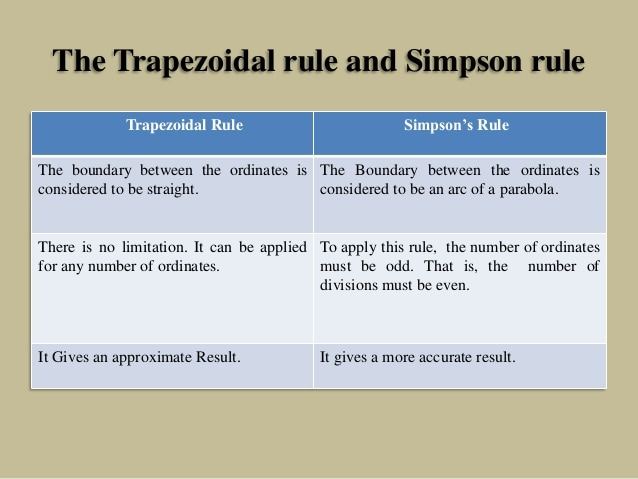 The Trapezoidal rule and Simpson rule
Trapezoidal Rule
Simpson’s Rule
The boundary between the ordinates is
considered to be straight.
The Boundary between the ordinates is
considered to be an arc of a parabola.
There is no limitation. It can be applied
for any number of ordinates.
To apply this rule, the number of ordinates
must be odd. That is, the number of
divisions must be even.
It Gives an approximate Result.
It gives a more accurate result.